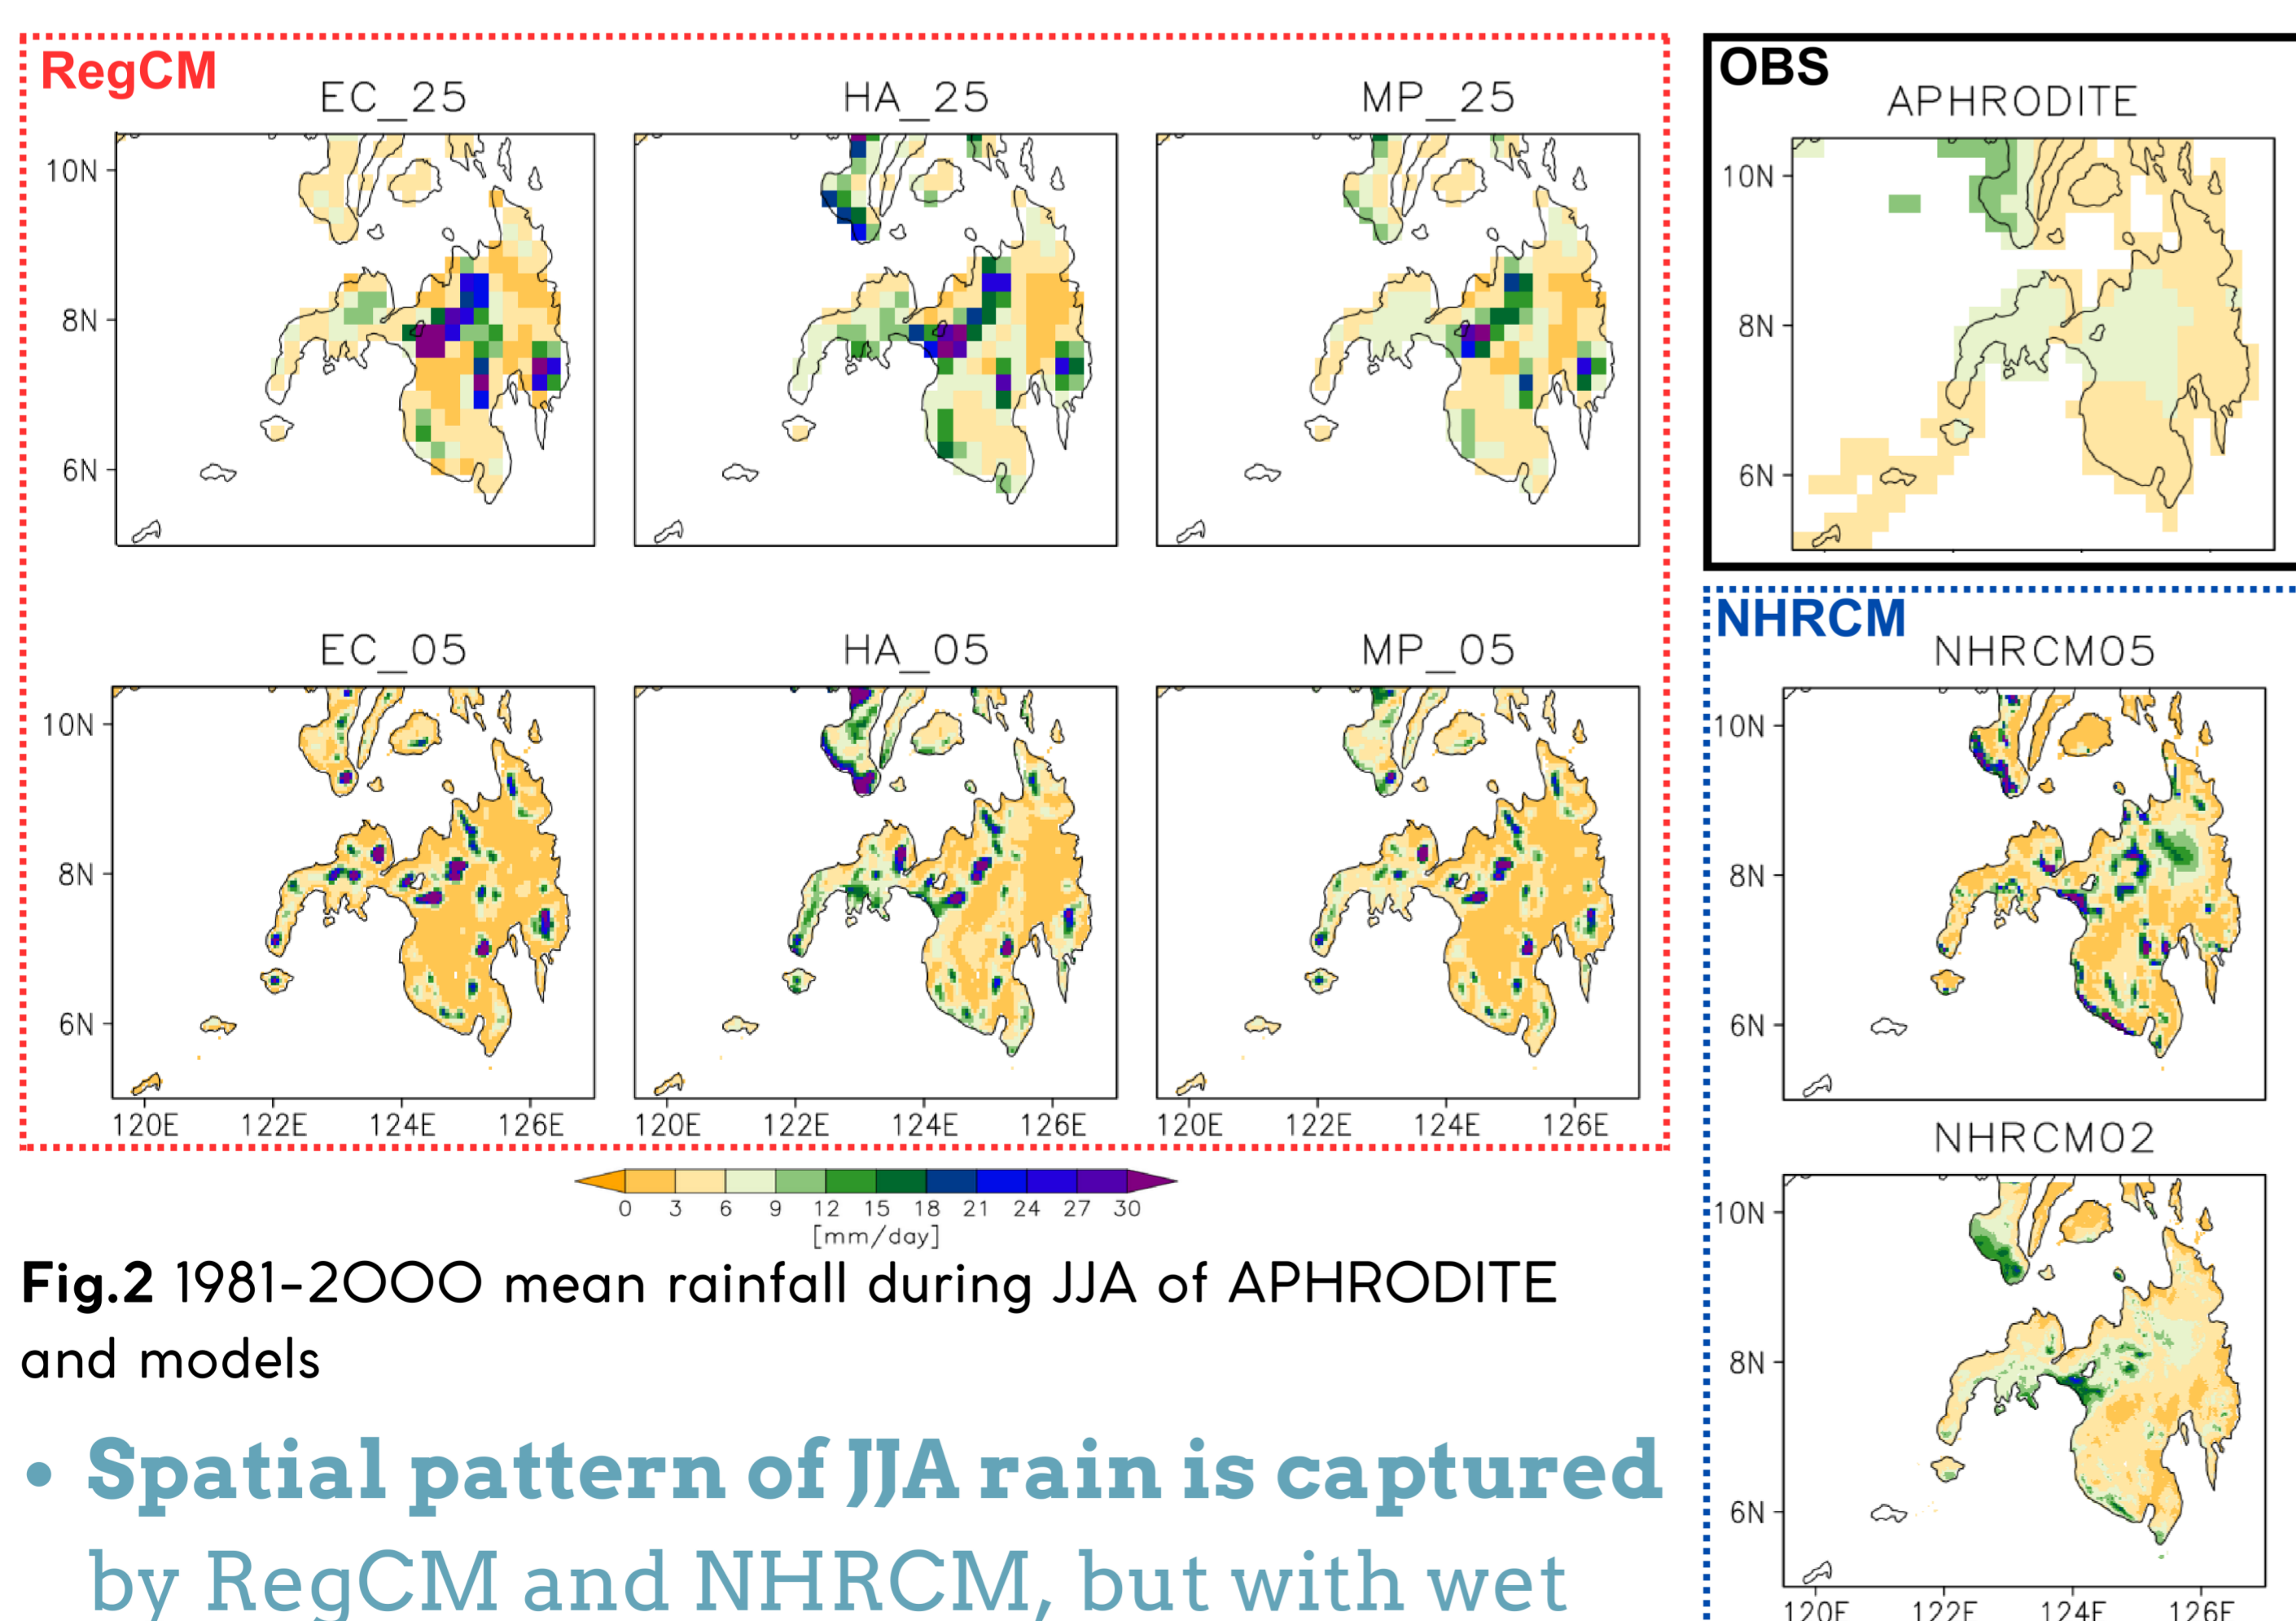 RegCM
EC_25
HA_25
MP_25
10N
8N
6N
EC_05
HA_05
MP_05
10N
8N
6N
120E 122E 124E 126E
120E 122E 124E 126E
120E 122E 124E 126E
0 3 6 9 12 15 18 21 24 27 30
[mm/day]
OBS
APHRODITE
10N
8N
6N
NHRCM
NHRCM05
10N
8N
6N
NHRCM02
10N
8N
6N
120E 122E 124E 126E
Fig.2 1981-2000 mean rainfall during JJA of APHRODITE
and models
• Spatial pattern of JJA rain is captured
by RegCM and NHRCM, but with wet